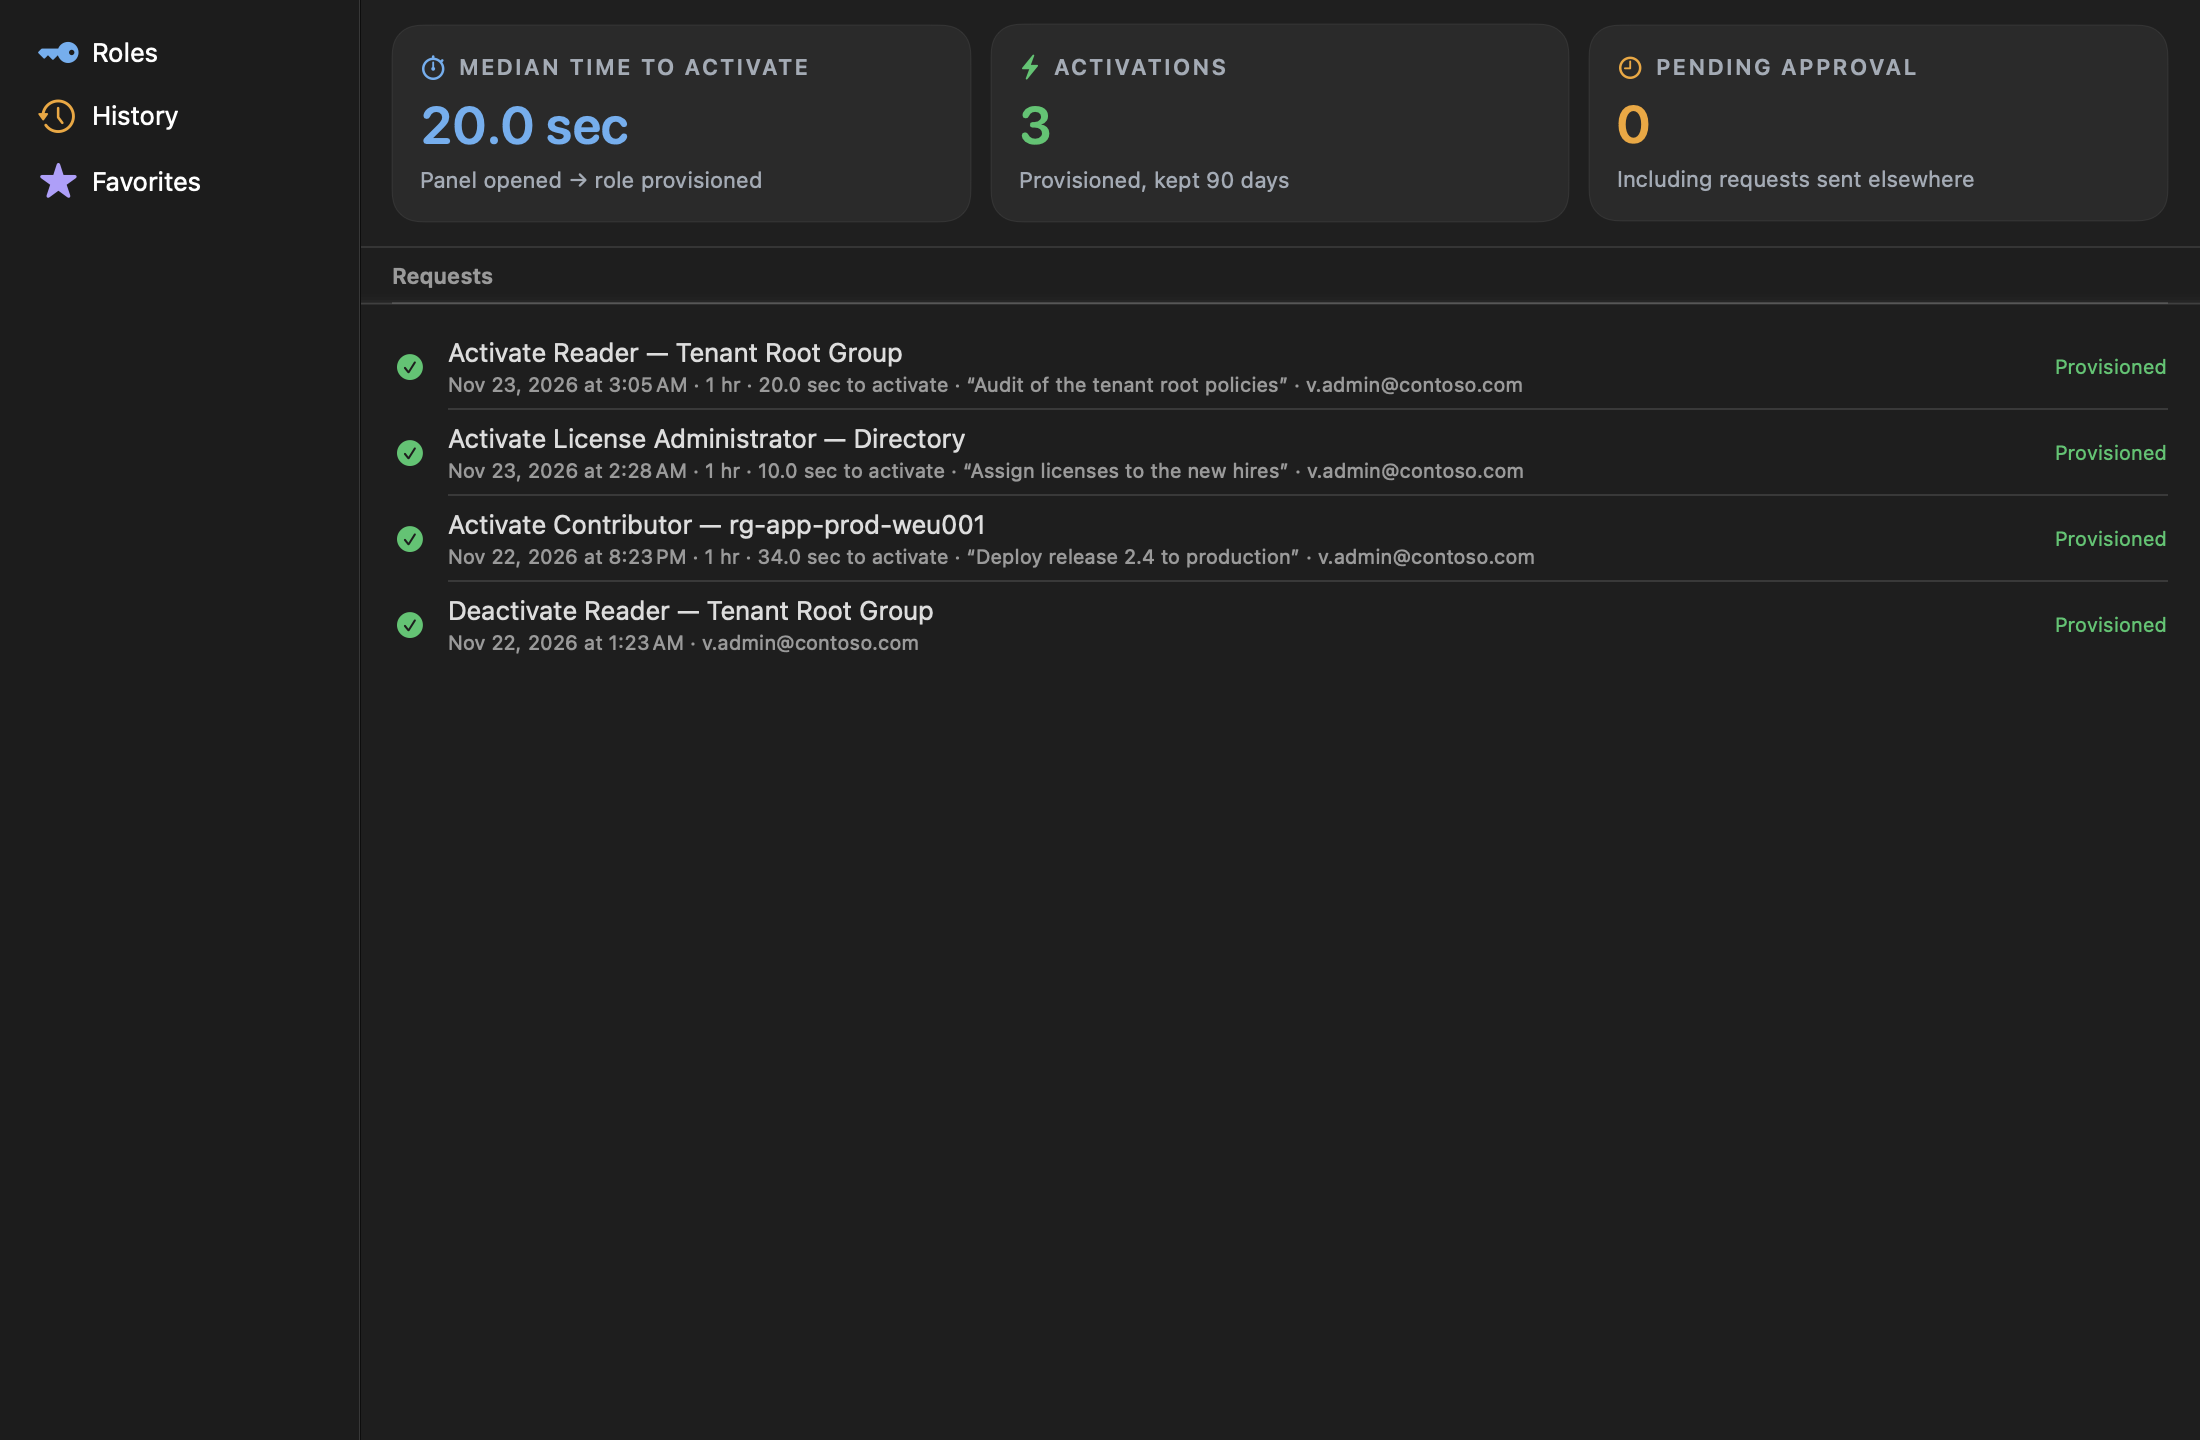 Roles
History
Favorites
MEDIAN TIME TO ACTIVATE
20.0 sec
Panel opened → role provisioned
ACTIVATIONS
3
Provisioned, kept 90 days
PENDING APPROVAL
0
Including requests sent elsewhere
Requests
Activate Reader — Tenant Root Group
Nov 23, 2026 at 3:05 AM · 1 hr · 20.0 sec to activate · “Audit of the tenant root policies” · v.admin@contoso.com
Provisioned
Activate License Administrator — Directory
Nov 23, 2026 at 2:28 AM · 1 hr · 10.0 sec to activate · “Assign licenses to the new hires” · v.admin@contoso.com
Provisioned
Activate Contributor — rg-app-prod-weu001
Nov 22, 2026 at 8:23 PM · 1 hr · 34.0 sec to activate · “Deploy release 2.4 to production” · v.admin@contoso.com
Provisioned
Deactivate Reader — Tenant Root Group
Nov 22, 2026 at 1:23 AM · v.admin@contoso.com
Provisioned